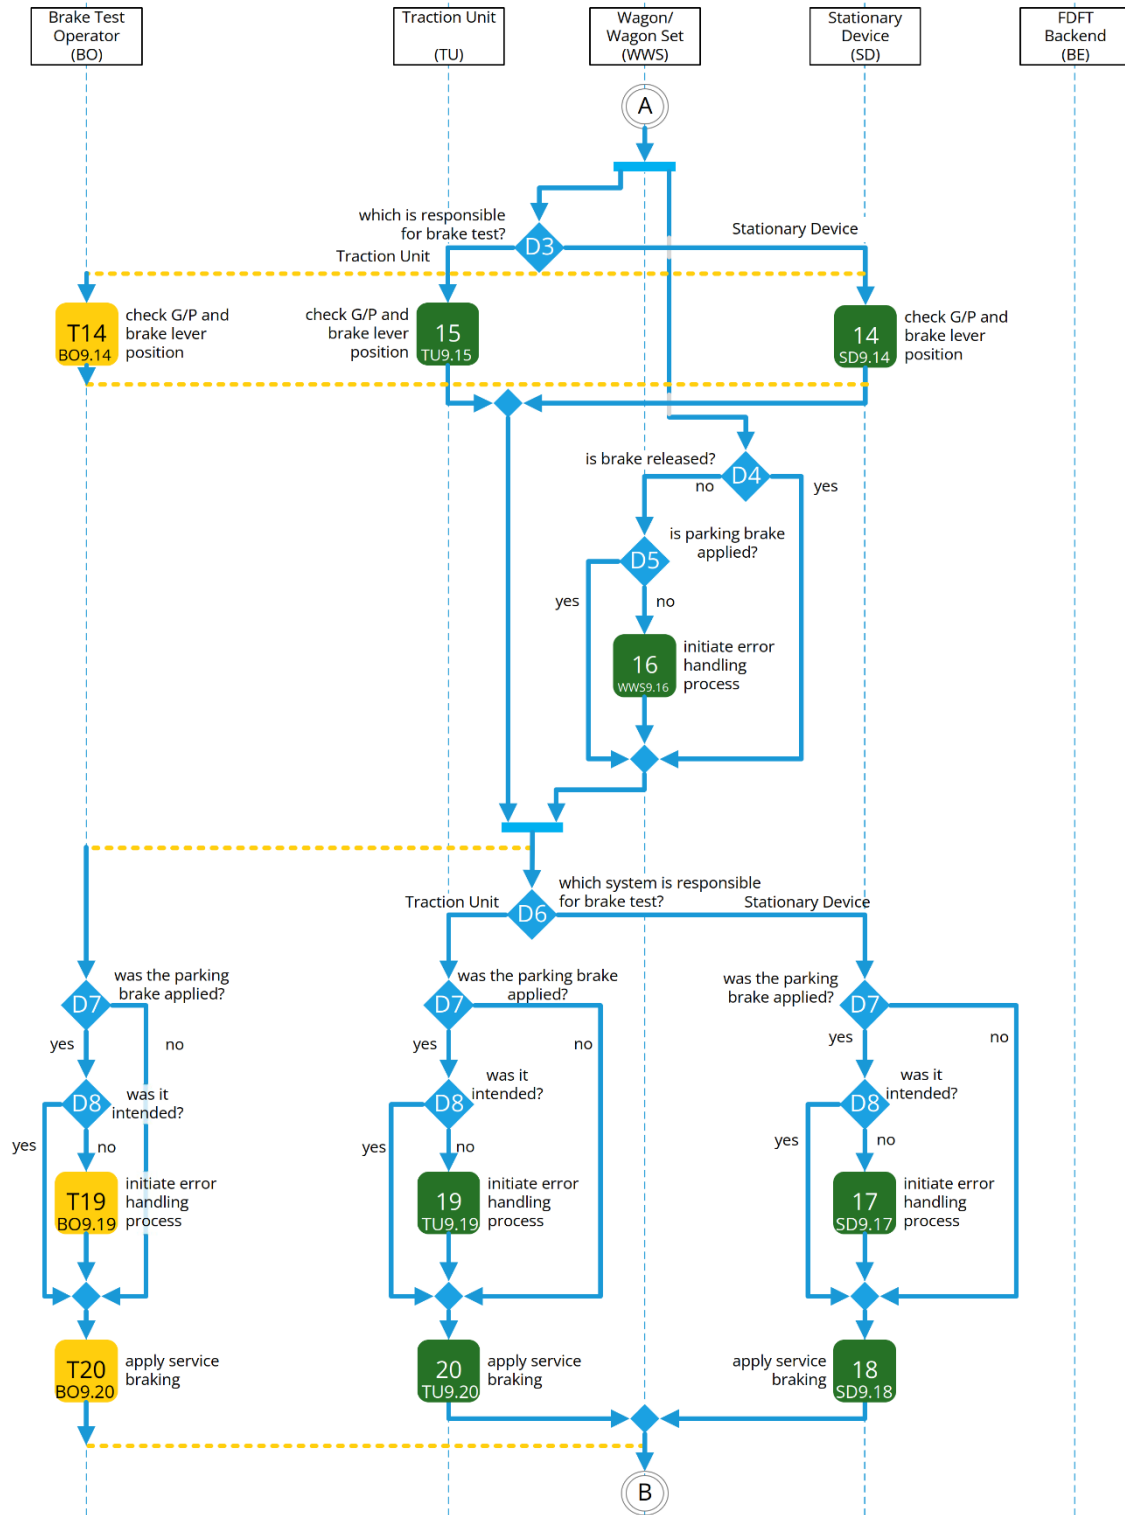 Brake Test
Operator
(BO)
Traction Unit
(TU)
Wagon/
Wagon Set
(WWS)
Stationary
Device
(SD)
FDFT
Backend
(BE)
A
which is responsible
for brake test?
D3
Traction Unit
Stationary Device
T14
BO9.14
check G/P and
brake lever
position
check G/P and
brake lever
position
15
TU9.15
14
SD9.14
check G/P and
brake lever
position
is brake released?
D4
no
yes
is parking brake
applied?
D5
yes
no
16
WWS9.16
initiate error
handling
process
which system is responsible
for brake test?
Traction Unit
D6
Stationary Device
was the parking
brake applied?
D7
yes
no
was it
intended?
D8
yes
no
T19
BO9.19
initiate error
handling
process
T20
BO9.20
apply service
braking
was the parking brake
applied?
D7
yes
no
was it
intended?
D8
yes
no
19
TU9.19
initiate error
handling
process
20
TU9.20
apply service
braking
was the parking
brake applied?
D7
yes
no
was it
intended?
D8
yes
no
17
SD9.17
initiate error
handling
process
apply service
braking
18
SD9.18
B